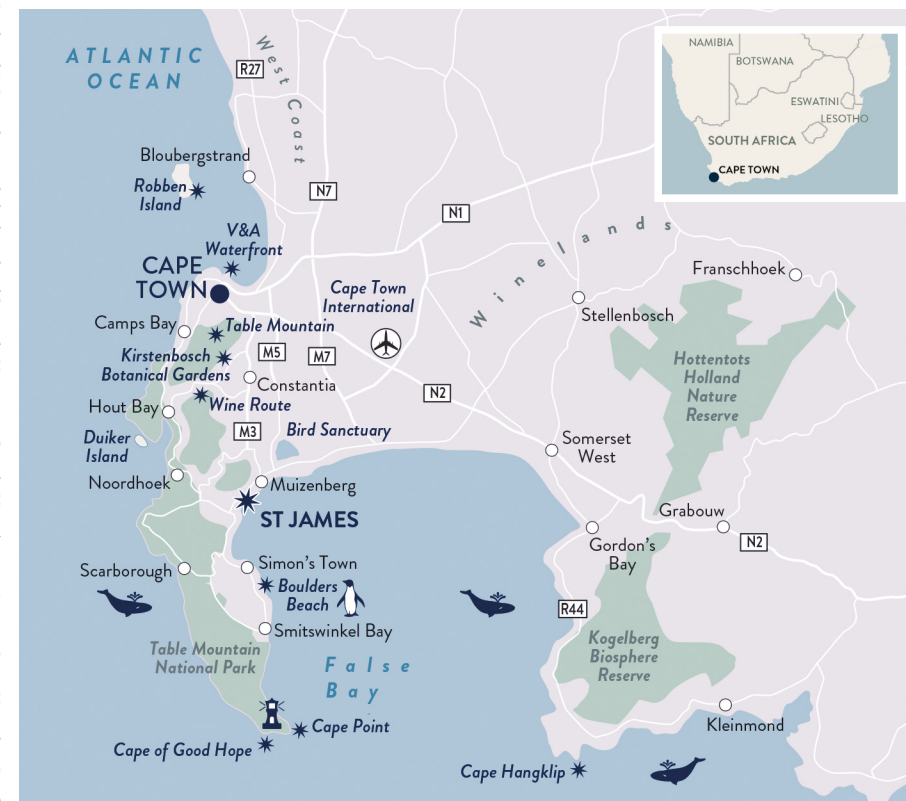 ATLANTIC
OCEAN
R27
West Coast
NAMIBIA
BOTSWANA
ESWATINI
LESOTHO
SOUTH AFRICA
CAPE TOWN
Bloubergstrand
Robben
Island
N7
N1
V&A
Waterfront
Winelands
CAPE
TOWN
Cape Town
International
Franschhoek
Stellenbosch
Camps Bay
Table Mountain
Kirstenbosch
Botanical Gardens
M5
M7
Constantia
N2
Hottentots
Holland
Nature
Reserve
Hout Bay
Wine Route
M3
Bird Sanctuary
Duiker
Island
Somerset
West
Noordhoek
Muizenberg
ST JAMES
Grabouw
N2
Gordon's
Bay
Scarborough
Simon's Town
Boulders
Beach
R44
Smitswinkel Bay
Kogelberg
Biosphere
Reserve
Table Mountain
National Park
False
Bay
Kleinmond
Cape Point
Cape of Good Hope
Cape Hangklip